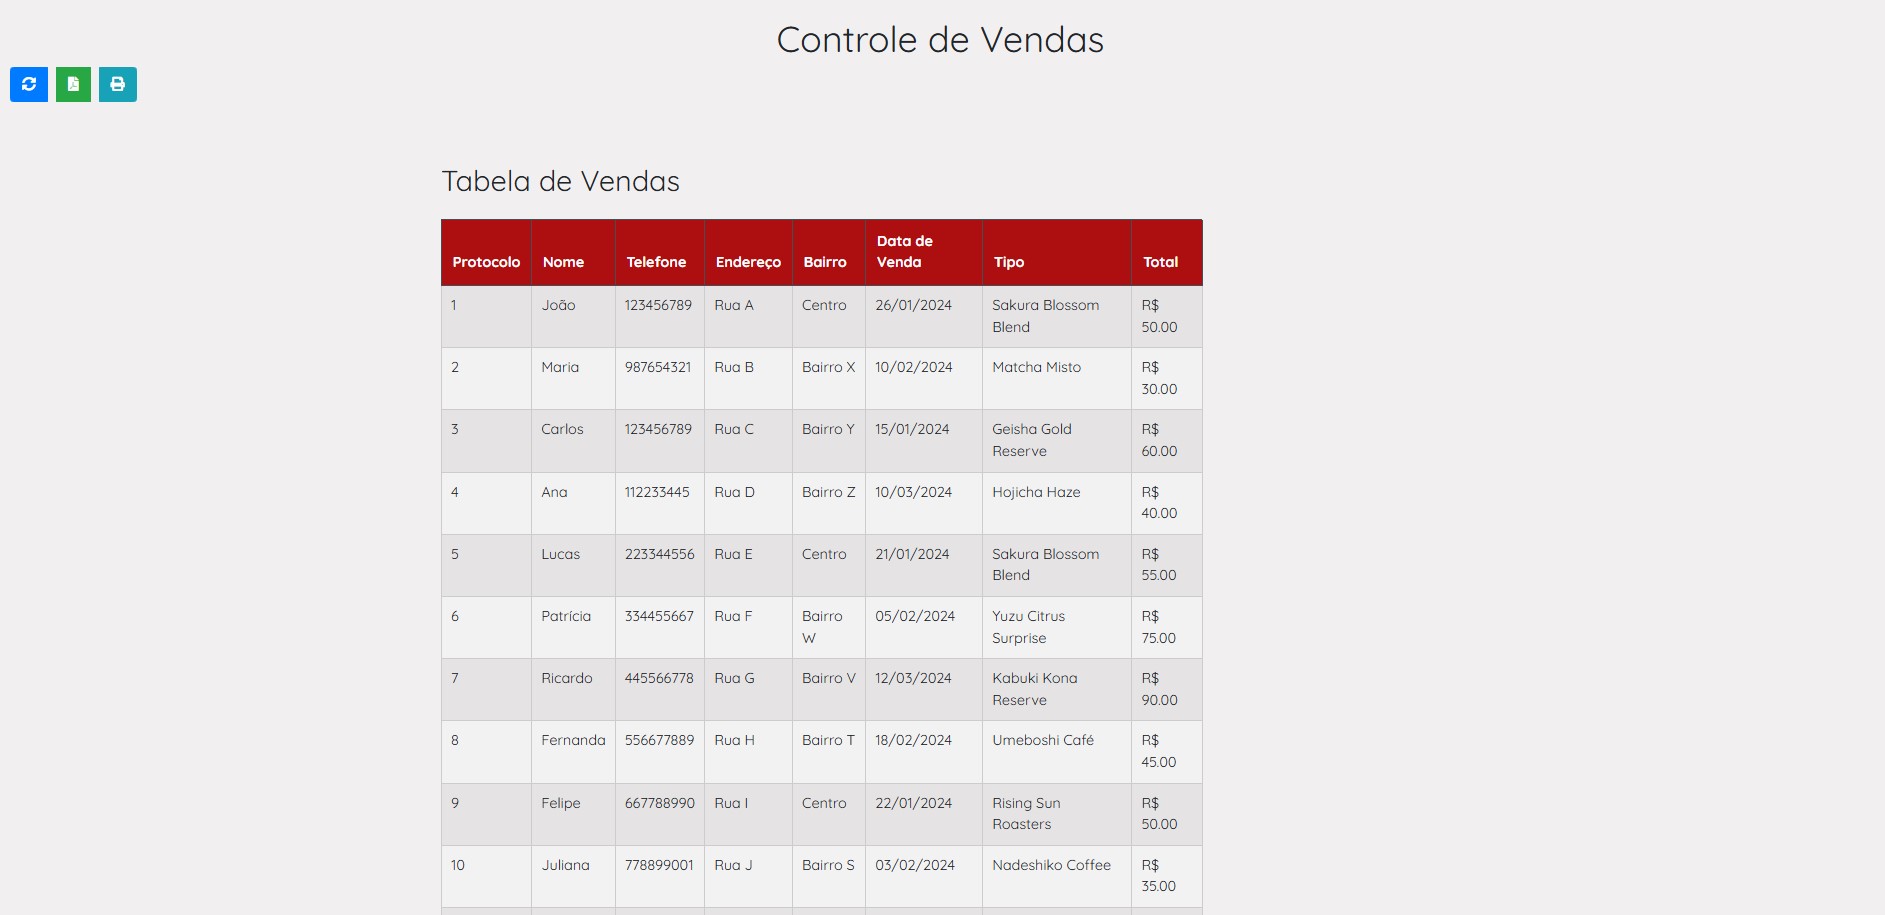 Controle de Vendas
Tabela de Vendas
Protocolo Nome Telefone Endereço Bairro Data de Venda Tipo Total
1 João 123456789 Rua A Centro 26/01/2024 Sakura Blossom Blend R$ 50.00
2 Maria 987654321 Rua B Bairro X 10/02/2024 Matcha Misto R$ 30.00
3 Carlos 123456789 Rua C Bairro Y 15/01/2024 Geisha Gold Reserve R$ 60.00
4 Ana 112233445 Rua D Bairro Z 10/03/2024 Hojicha Haze R$ 40.00
5 Lucas 223344556 Rua E Centro 21/01/2024 Sakura Blossom Blend R$ 55.00
6 Patrícia 334455667 Rua F Bairro W 05/02/2024 Yuzu Citrus Surprise R$ 75.00
7 Ricardo 445566778 Rua G Bairro V 12/03/2024 Kabuki Kona Reserve R$ 90.00
8 Fernanda 556677889 Rua H Bairro T 18/02/2024 Umeboshi Café R$ 45.00
9 Felipe 667788990 Rua I Centro 22/01/2024 Rising Sun Roasters R$ 50.00
10 Juliana 778899001 Rua J Bairro S 03/02/2024 Nadeshiko Coffee R$ 35.00